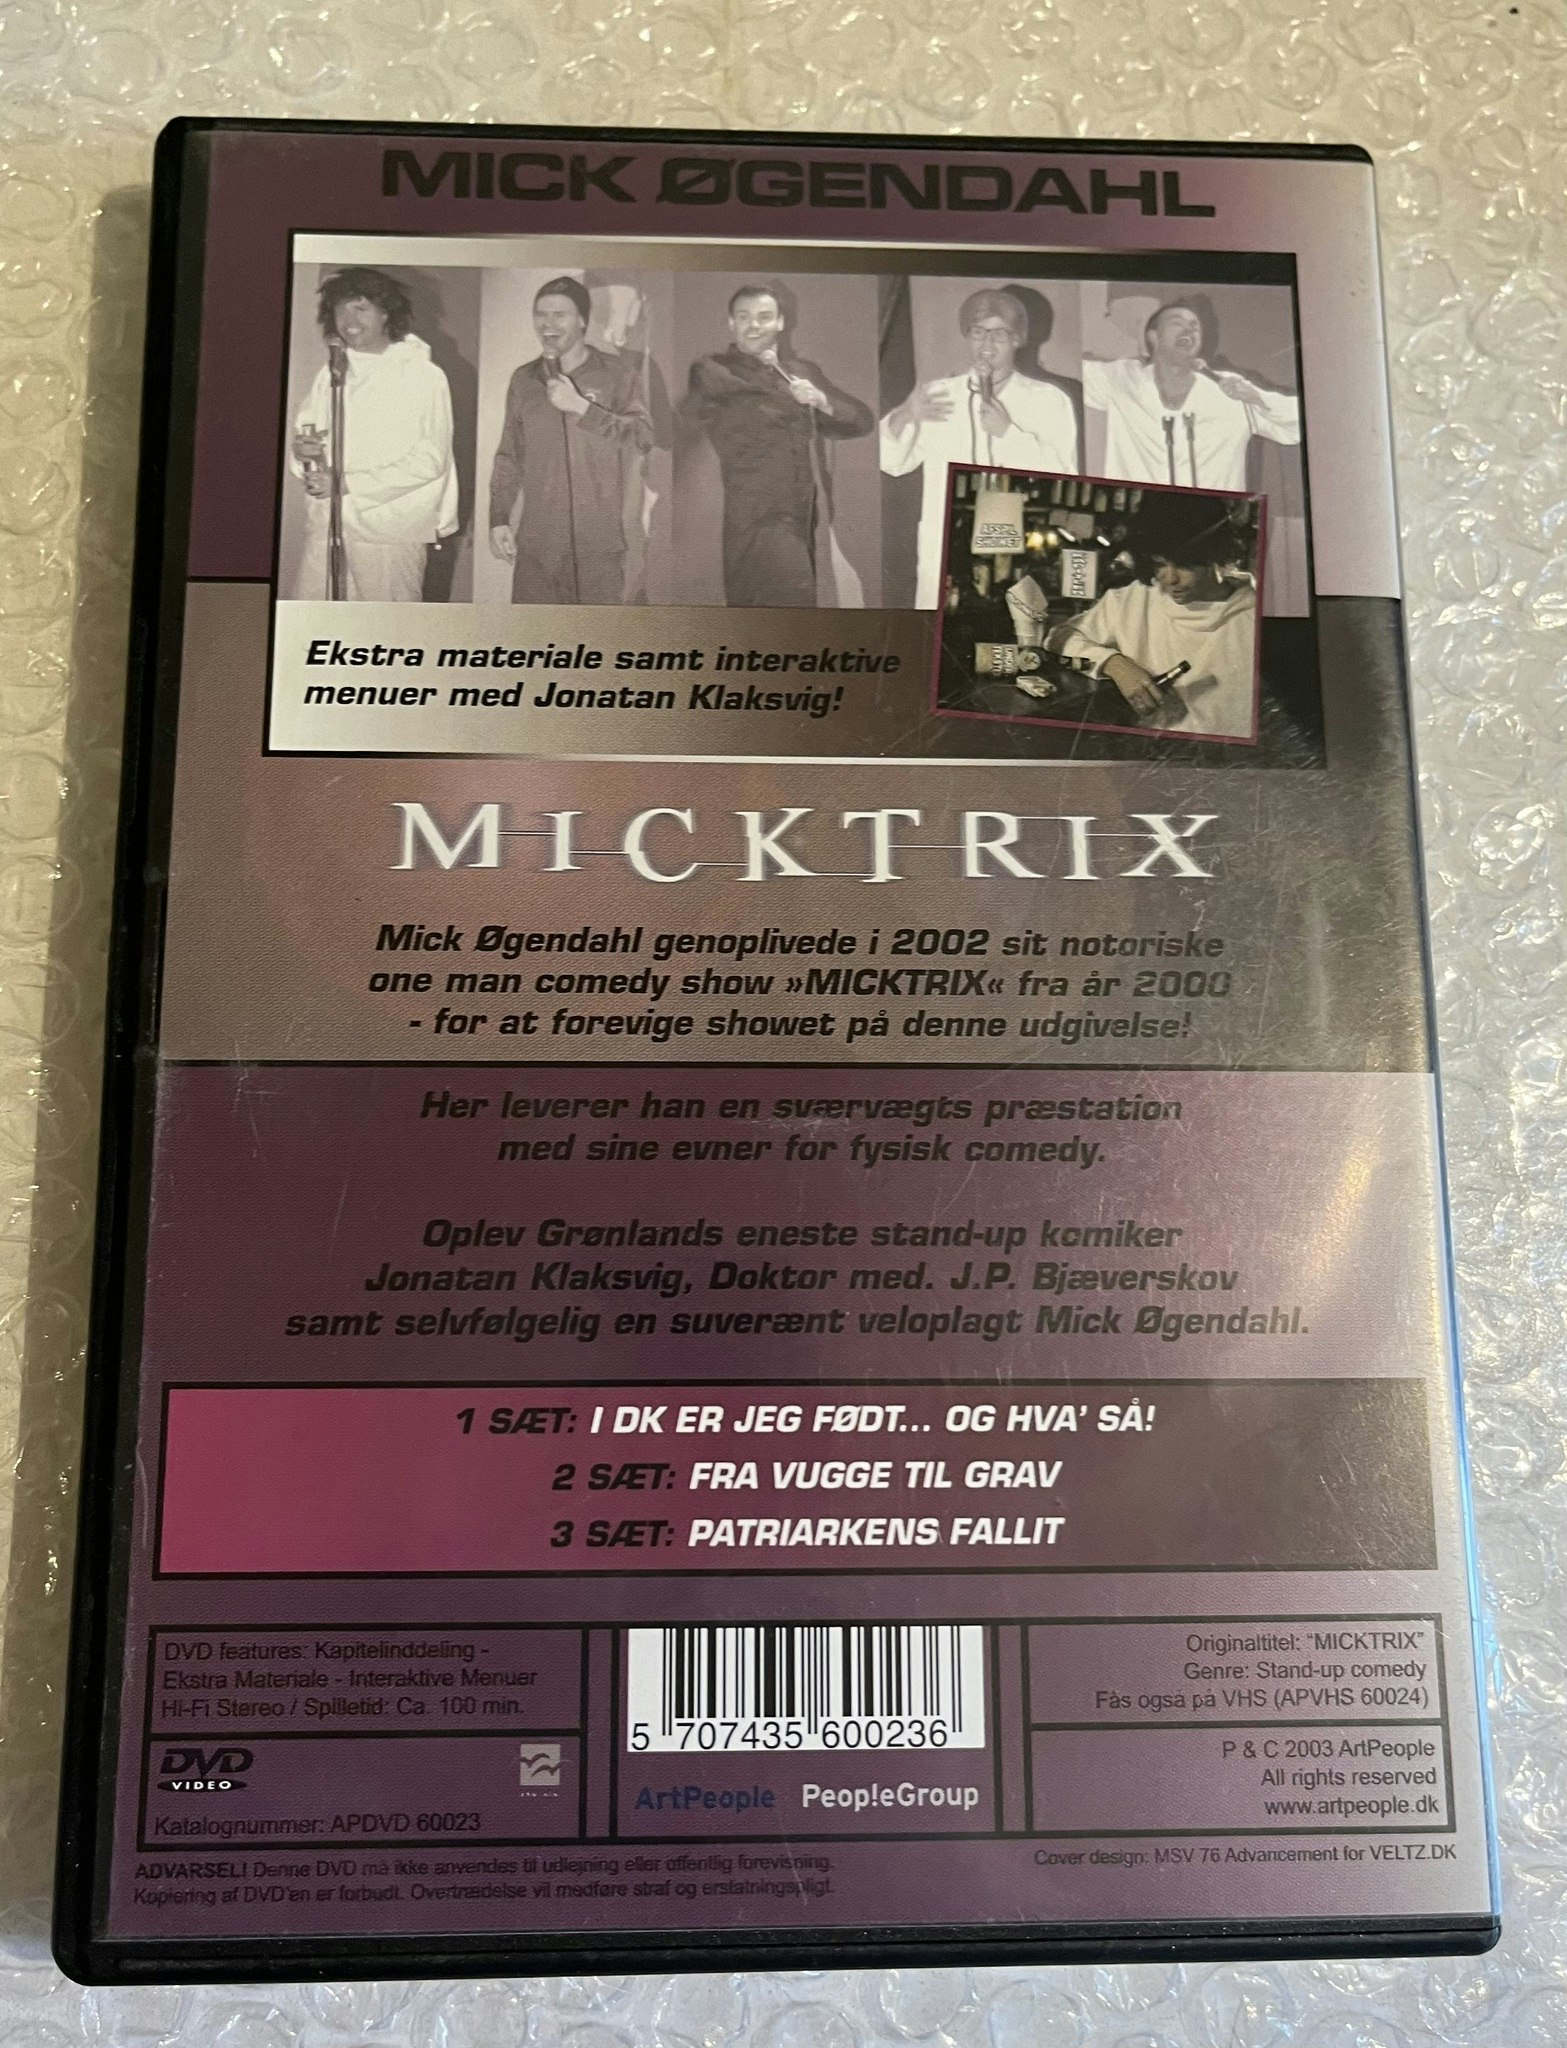 MICK ØGENDAHL
AFSPIL
SHOWET
Ekstra materiale samt interaktive
menuer med Jonatan Klaksvig!
MICKTRIX
Mick Øgendahl genoplivede i 2002 sit notoriske
one man comedy show »MICKTRIX« fra år 2000
- for at forevige showet på denne udgivelse!
Her leverer han en sværvægts præstation
med sine evner for fysisk comedy.
Oplev Grønlands eneste stand-up komiker
Jonatan Klaksvig, Doktor med. J.P. Bjæverskov
samt selvfølgelig en suverænt veloplagt Mick Øgendahl.
1 SÆT: I DK ER JEG FØDT... OG HVA' SÅ!
2 SÆT: FRA VUGGE TIL GRAV
3 SÆT: PATRIARKENS FALLIT
DVD features: Kapitelinddeling -
Ekstra Materiale - Interaktive Menuer
Hi-Fi Stereo / Spilletid: Ca. 100 min.
DVD
VIDEO
Katalognummer: APDVD 60023
5 707435 600236
ArtPeople PeopleGroup
Originaltitel: "MICKTRIX"
Genre: Stand-up comedy
Fås også på VHS (APVHS 60024)
P & C 2003 ArtPeople
All rights reserved
www.artpeople.dk
ADVARSEL! Denne DVD må ikke anvendes til udlejning eller offentlig forevisning.
Kopiering af DVD'en er forbudt. Overtrædelse vil medføre straf og erstatningspligt.
Cover design: MSV 76 Advancement for VELTZ.DK